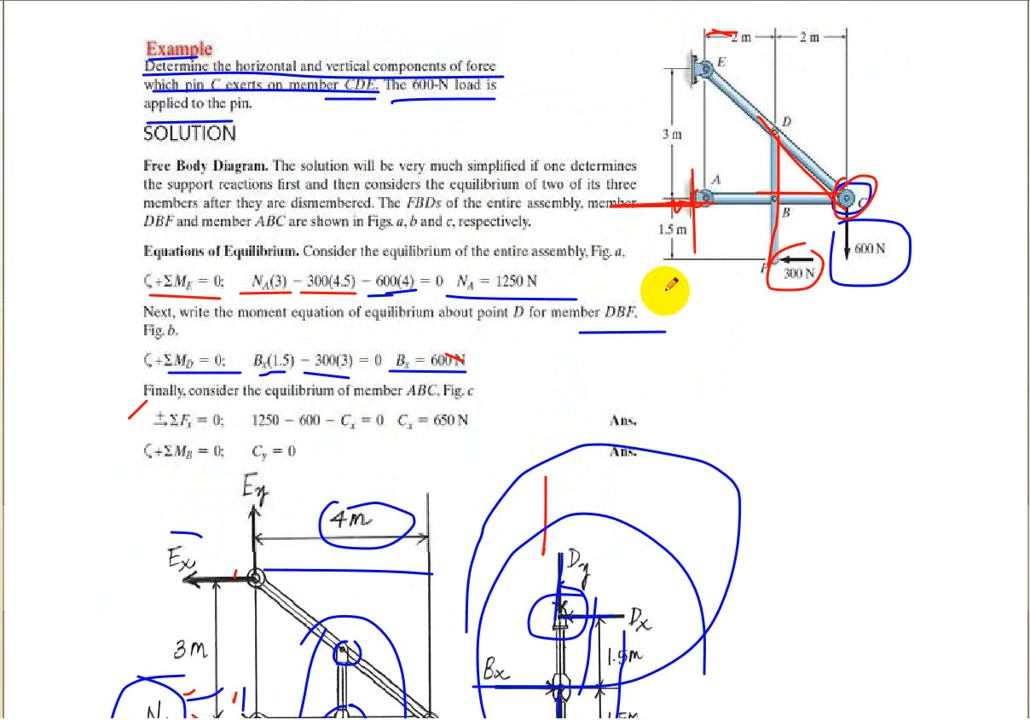 Example
Determine the horizontal and vertical components of force
which pin C exerts on member CDE. The 600-N load is
applied to the pin.
SOLUTION
Free Body Diagram. The solution will be very much simplified if one determines
the support reactions first and then considers the equilibrium of two of its three
members after they are dismembered. The FBDs of the entire assembly, member
DBF and member ABC are shown in Figs. a, b and c, respectively.
Equations of Equilibrium. Consider the equilibrium of the entire assembly, Fig. a,
ζ+ΣM_E = 0; N_A(3) − 300(4.5) − 600(4) = 0 N_A = 1250 N
Next, write the moment equation of equilibrium about point D for member DBF,
Fig. b.
ζ+ΣM_D = 0; B_x(1.5) − 300(3) = 0 B_x = 600 N
Finally, consider the equilibrium of member ABC, Fig. c
±→ ΣF_x = 0; 1250 − 600 − C_x = 0 C_x = 650 N Ans.
ζ+ΣM_B = 0; C_y = 0 Ans.
2 m
2 m
E
D
3 m
A
B
C
1.5 m
600 N
F
300 N
Ey
4m
Ex
3m
N
Dy
Dx
1.5m
Bx